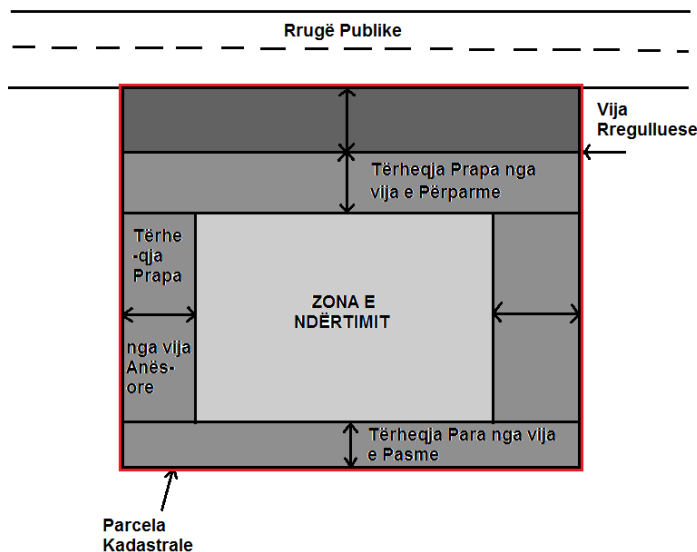 Rrugë Publike
Vija
Rregulluese
Tërheqja Prapa nga
vija e Përparme
Tërhe
-qja
Prapa
nga vija
Anës-
ore
ZONA E
NDËRTIMIT
Tërheqja Para nga vija
e Pasme
Parcela
Kadastrale